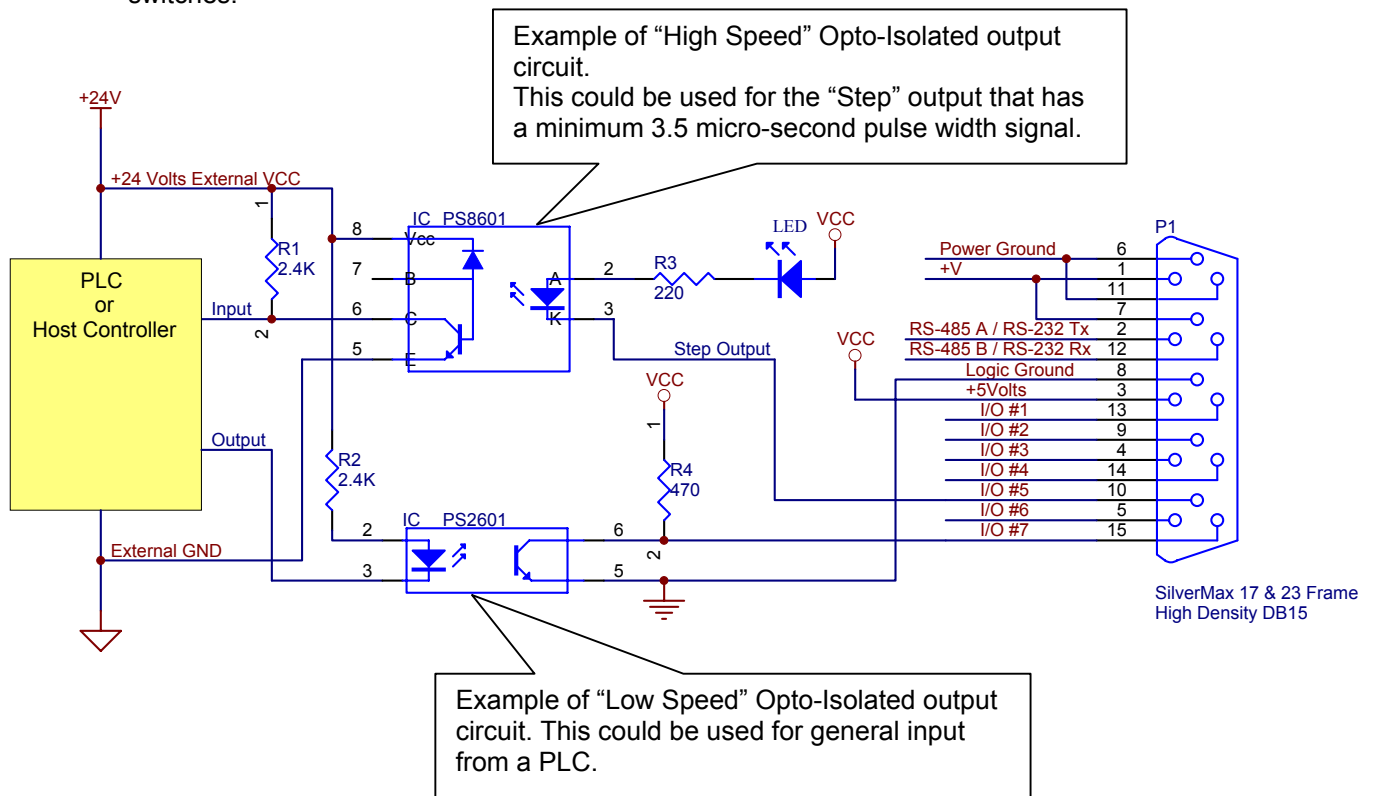 switches.
Example of “High Speed” Opto-Isolated output
circuit.
This could be used for the “Step” output that has
a minimum 3.5 micro-second pulse width signal.
+24V
+24 Volts External VCC
1
R1
2.4K
2
PLC
or
Host Controller
Input
Output
External GND
IC PS8601
8
Vcc
7
B
6
C
5
E
A
2
K
3
R3
220
LED
VCC
Step Output
R2
2.4K
IC PS2601
2
3
6
5
VCC
1
R4
470
2
VCC
P1
Power Ground 6
+V 1
11
7
RS-485 A / RS-232 Tx 2
RS-485 B / RS-232 Rx 12
Logic Ground 8
+5Volts 3
I/O #1 13
I/O #2 9
I/O #3 4
I/O #4 14
I/O #5 10
I/O #6 5
I/O #7 15
SilverMax 17 & 23 Frame
High Density DB15
Example of “Low Speed” Opto-Isolated output
circuit. This could be used for general input
from a PLC.